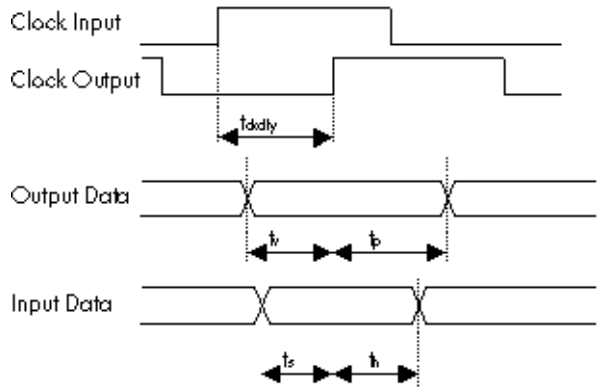 Clock Input
Clock Output
tckdly
Output Data
tv
tp
Input Data
ts
th